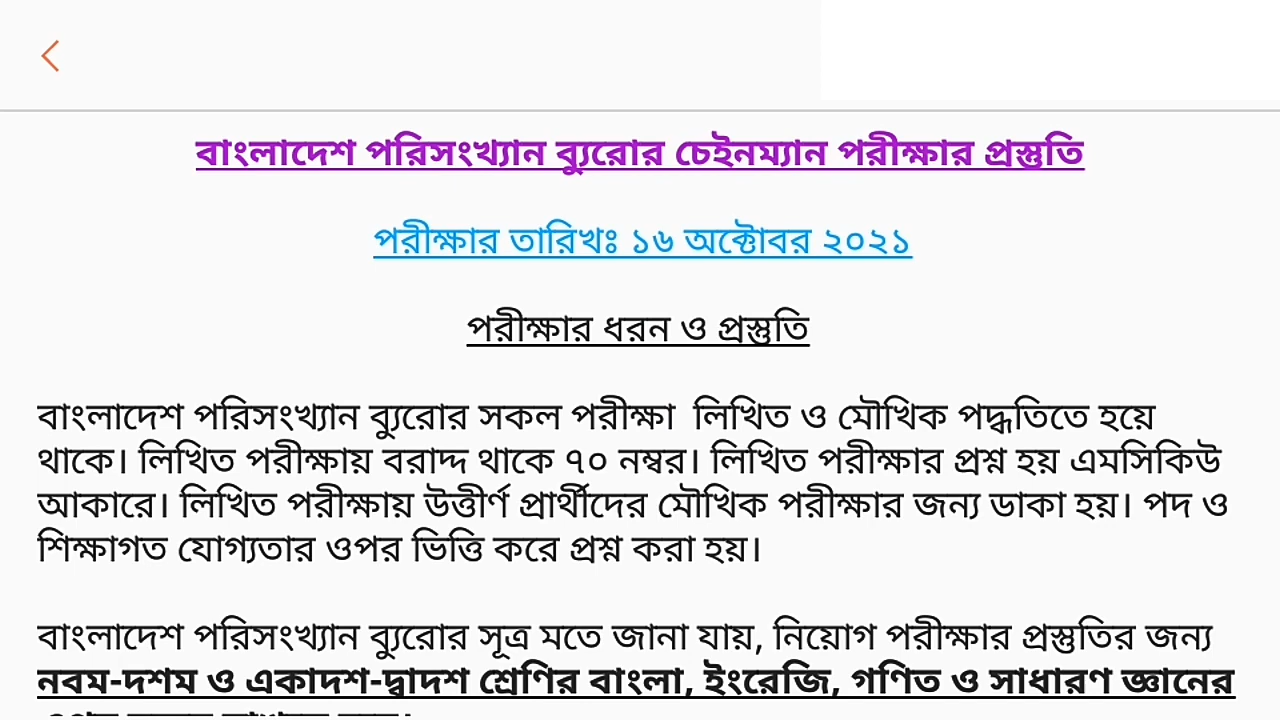 বাংলাদেশ পরিসংখ্যান ব্যুরোর চেইনম্যান পরীক্ষার প্রস্তুতি
পরীক্ষার তারিখঃ ১৬ অক্টোবর ২০২১
পরীক্ষার ধরন ও প্রস্তুতি
বাংলাদেশ পরিসংখ্যান ব্যুরোর সকল পরীক্ষা লিখিত ও মৌখিক পদ্ধতিতে হয়ে
থাকে। লিখিত পরীক্ষায় বরাদ্দ থাকে ৭০ নম্বর। লিখিত পরীক্ষার প্রশ্ন হয় এমসিকিউ
আকারে। লিখিত পরীক্ষায় উত্তীর্ণ প্রার্থীদের মৌখিক পরীক্ষার জন্য ডাকা হয়। পদ ও
শিক্ষাগত যোগ্যতার ওপর ভিত্তি করে প্রশ্ন করা হয়।
বাংলাদেশ পরিসংখ্যান ব্যুরোর সূত্র মতে জানা যায়, নিয়োগ পরীক্ষার প্রস্তুতির জন্য
নবম-দশম ও একাদশ-দ্বাদশ শ্রেণির বাংলা, ইংরেজি, গণিত ও সাধারণ জ্ঞানের